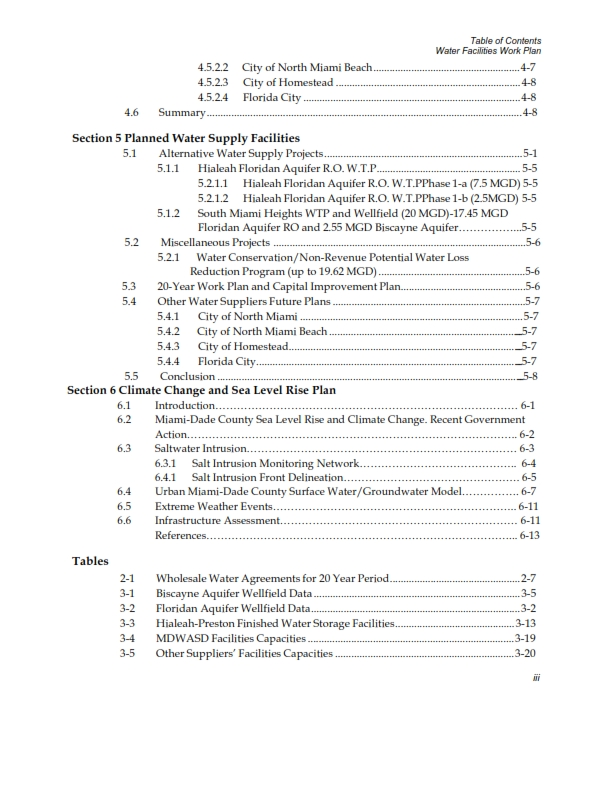 Table of Contents
Water Facilities Work Plan
4.5.2.2 City of North Miami Beach........................................................4-7
4.5.2.3 City of Homestead .....................................................................4-8
4.5.2.4 Florida City .................................................................................4-8
4.6 Summary......................................................................................................................4-8
Section 5 Planned Water Supply Facilities
5.1 Alternative Water Supply Projects...........................................................................5-1
5.1.1 Hialeah Floridan Aquifer R.O. W.T.P......................................................5-5
5.2.1.1 Hialeah Floridan Aquifer R.O. W.T.PPhase 1-a (7.5 MGD) 5-5
5.2.1.2 Hialeah Floridan Aquifer R.O. W.T.PPhase 1-b (2.5MGD) 5-5
5.1.2 South Miami Heights WTP and Wellfield (20 MGD)-17.45 MGD
Floridan Aquifer RO and 2.55 MGD Biscayne Aquifer……………...5-5
5.2 Miscellaneous Projects ..............................................................................................5-6
5.2.1 Water Conservation/Non-Revenue Potential Water Loss
Reduction Program (up to 19.62 MGD) ......................................................5-6
5.3 20-Year Work Plan and Capital Improvement Plan...............................................5-6
5.4 Other Water Suppliers Future Plans ........................................................................5-7
5.4.1 City of North Miami .....................................................................................5-7
5.4.2 City of North Miami Beach ........................................................................5-7
5.4.3 City of Homestead.......................................................................................5-7
5.4.4 Florida City...................................................................................................5-7
5.5 Conclusion ..................................................................................................................5-8
Section 6 Climate Change and Sea Level Rise Plan
6.1 Introduction…………………………………………………………………… 6-1
6.2 Miami-Dade County Sea Level Rise and Climate Change. Recent Government
Action………………………………………………………………………….. 6-2
6.3 Saltwater Intrusion…………………………………………………………… 6-3
6.3.1 Salt Intrusion Monitoring Network………………………………….. 6-4
6.4.1 Salt Intrusion Front Delineation……………………………………… 6-5
6.4 Urban Miami-Dade County Surface Water/Groundwater Model…………… 6-7
6.5 Extreme Weather Events……………………………………………………… 6-11
6.6 Infrastructure Assessment…………………………………………………… 6-11
References…………………………………………………………………….. 6-13
Tables
2-1 Wholesale Water Agreements for 20 Year Period..................................................2-7
3-1 Biscayne Aquifer Wellfield Data ...............................................................................3-5
3-2 Floridan Aquifer Wellfield Data................................................................................3-2
3-3 Hialeah-Preston Finished Water Storage Facilities..............................................3-13
3-4 MDWASD Facilities Capacities ...............................................................................3-19
3-5 Other Suppliers' Facilities Capacities .....................................................................3-20
iii